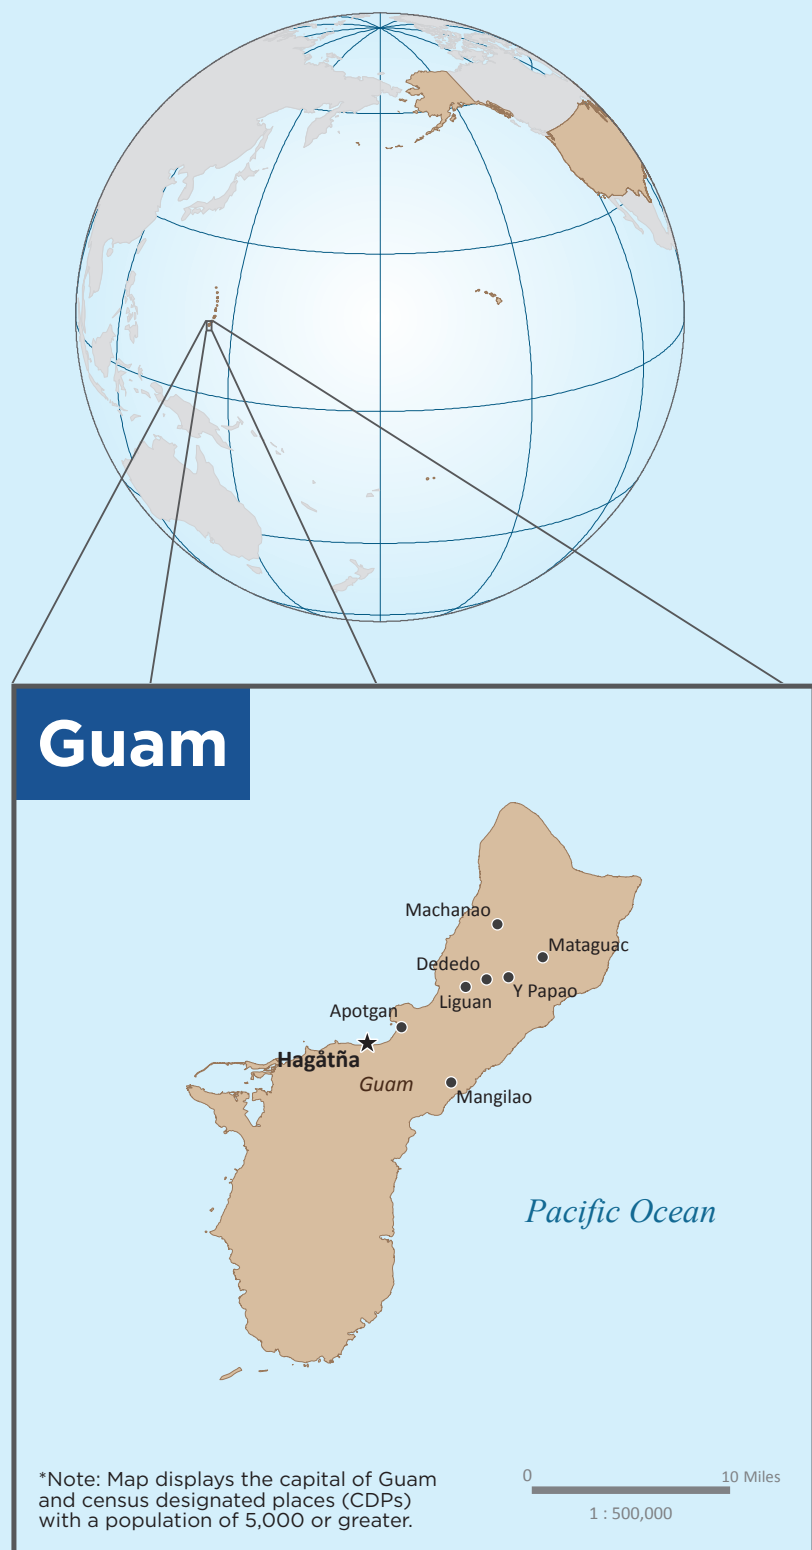 Guam
Machanao
Mataguac
Dededo
Y Papao
Liguan
Apotgan
Hagåtña
Guam
Mangilao
Pacific Ocean
*Note: Map displays the capital of Guam
and census designated places (CDPs)
with a population of 5,000 or greater.
0 10 Miles
1 : 500,000